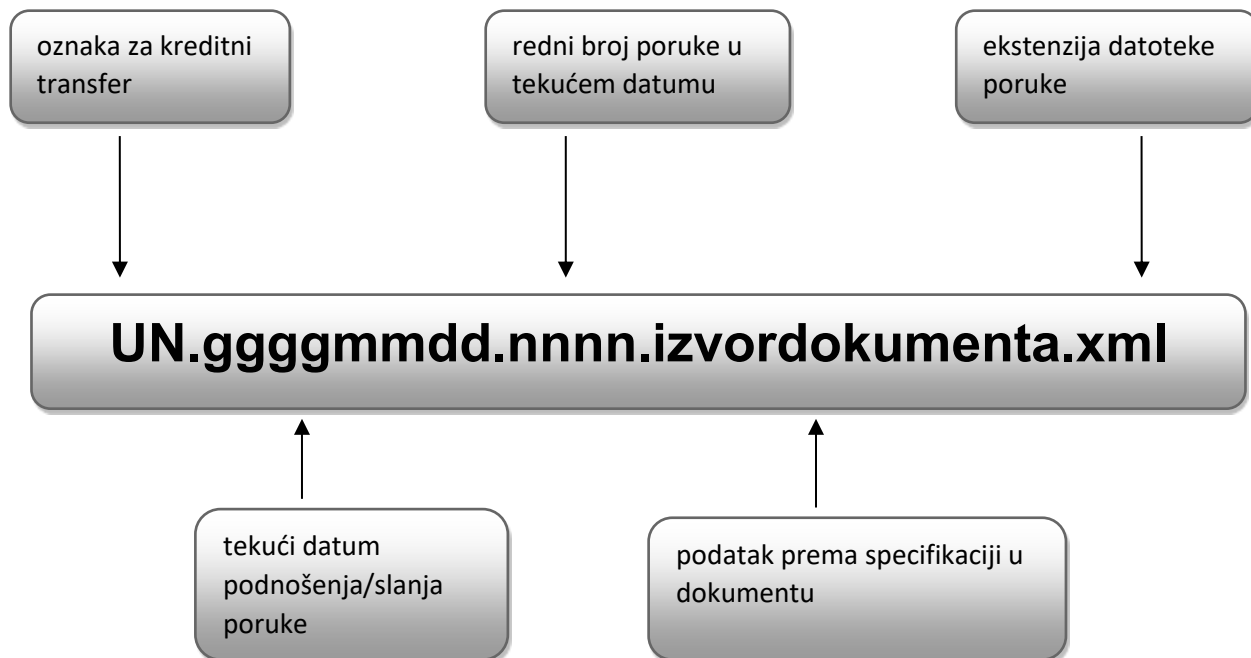 oznaka za kreditni
transfer
redni broj poruke u
tekućem datumu
ekstenzija datoteke
poruke
UN.ggggmmdd.nnnn.izvordokumenta.xml
tekući datum
podnošenja/slanja
poruke
podatak prema specifikaciji u
dokumentu